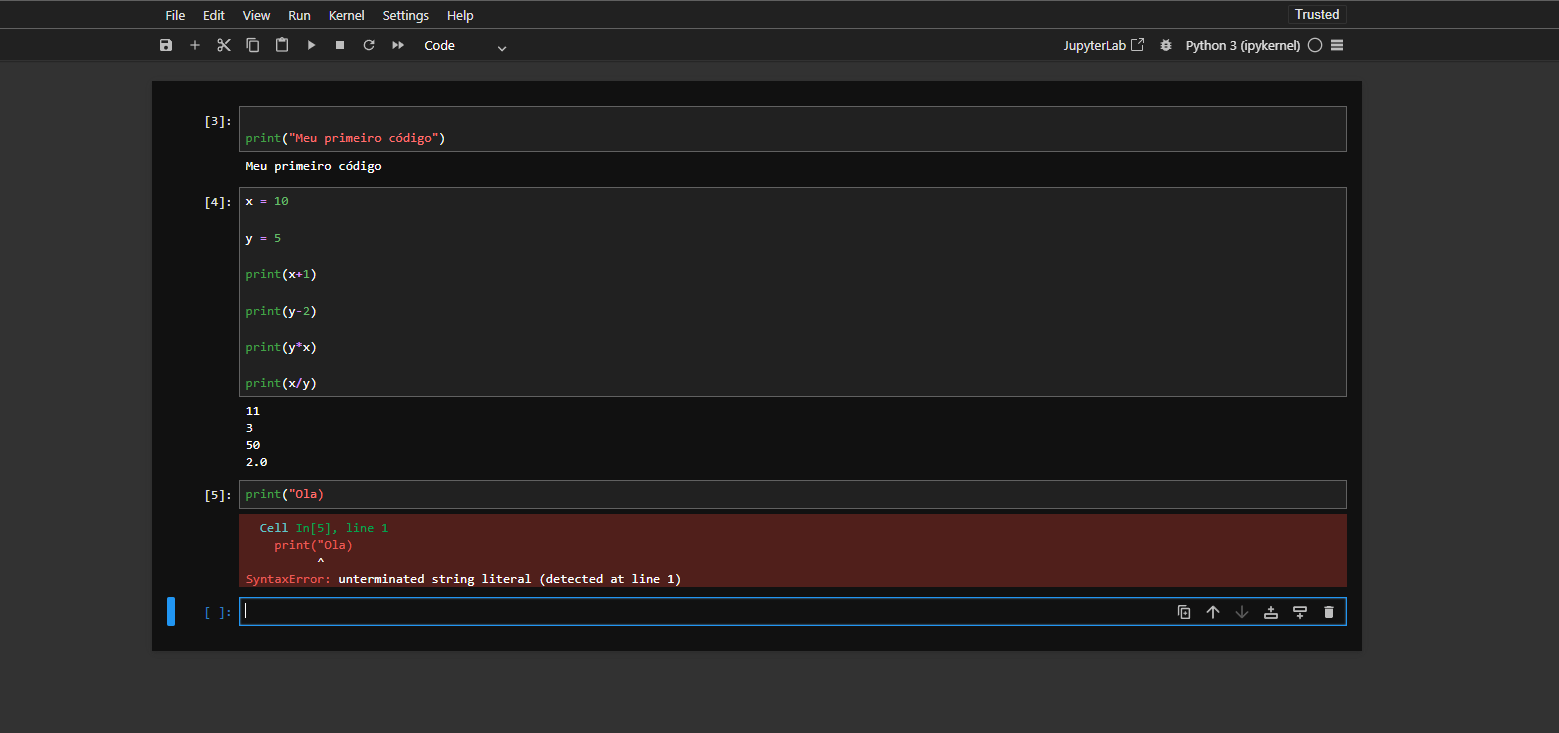 File Edit View Run Kernel Settings Help Trusted
Code JupyterLab Python 3 (ipykernel)
[3]:
print("Meu primeiro código")
Meu primeiro código
[4]: x = 10
y = 5
print(x+1)
print(y-2)
print(y*x)
print(x/y)
11
3
50
2.0
[5]: print("Ola)
Cell In[5], line 1
print("Ola)
^
SyntaxError: unterminated string literal (detected at line 1)
[ ]: